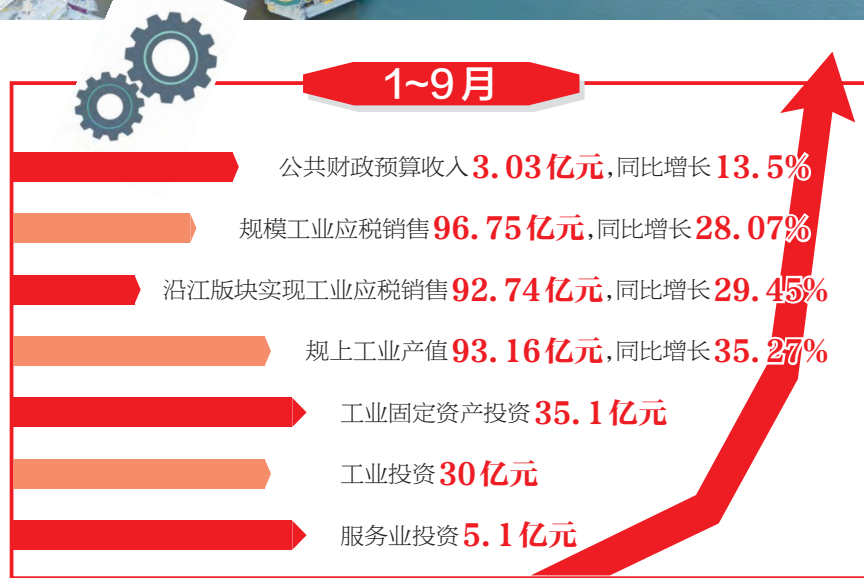 1~9月
公共财政预算收入3.03亿元,同比增长13.5%
规模工业应税销售96.75亿元,同比增长28.07%
沿江版块实现工业应税销售92.74亿元,同比增长29.45%
规上工业产值93.16亿元,同比增长35.27%
工业固定资产投资35.1亿元
工业投资30亿元
服务业投资5.1亿元